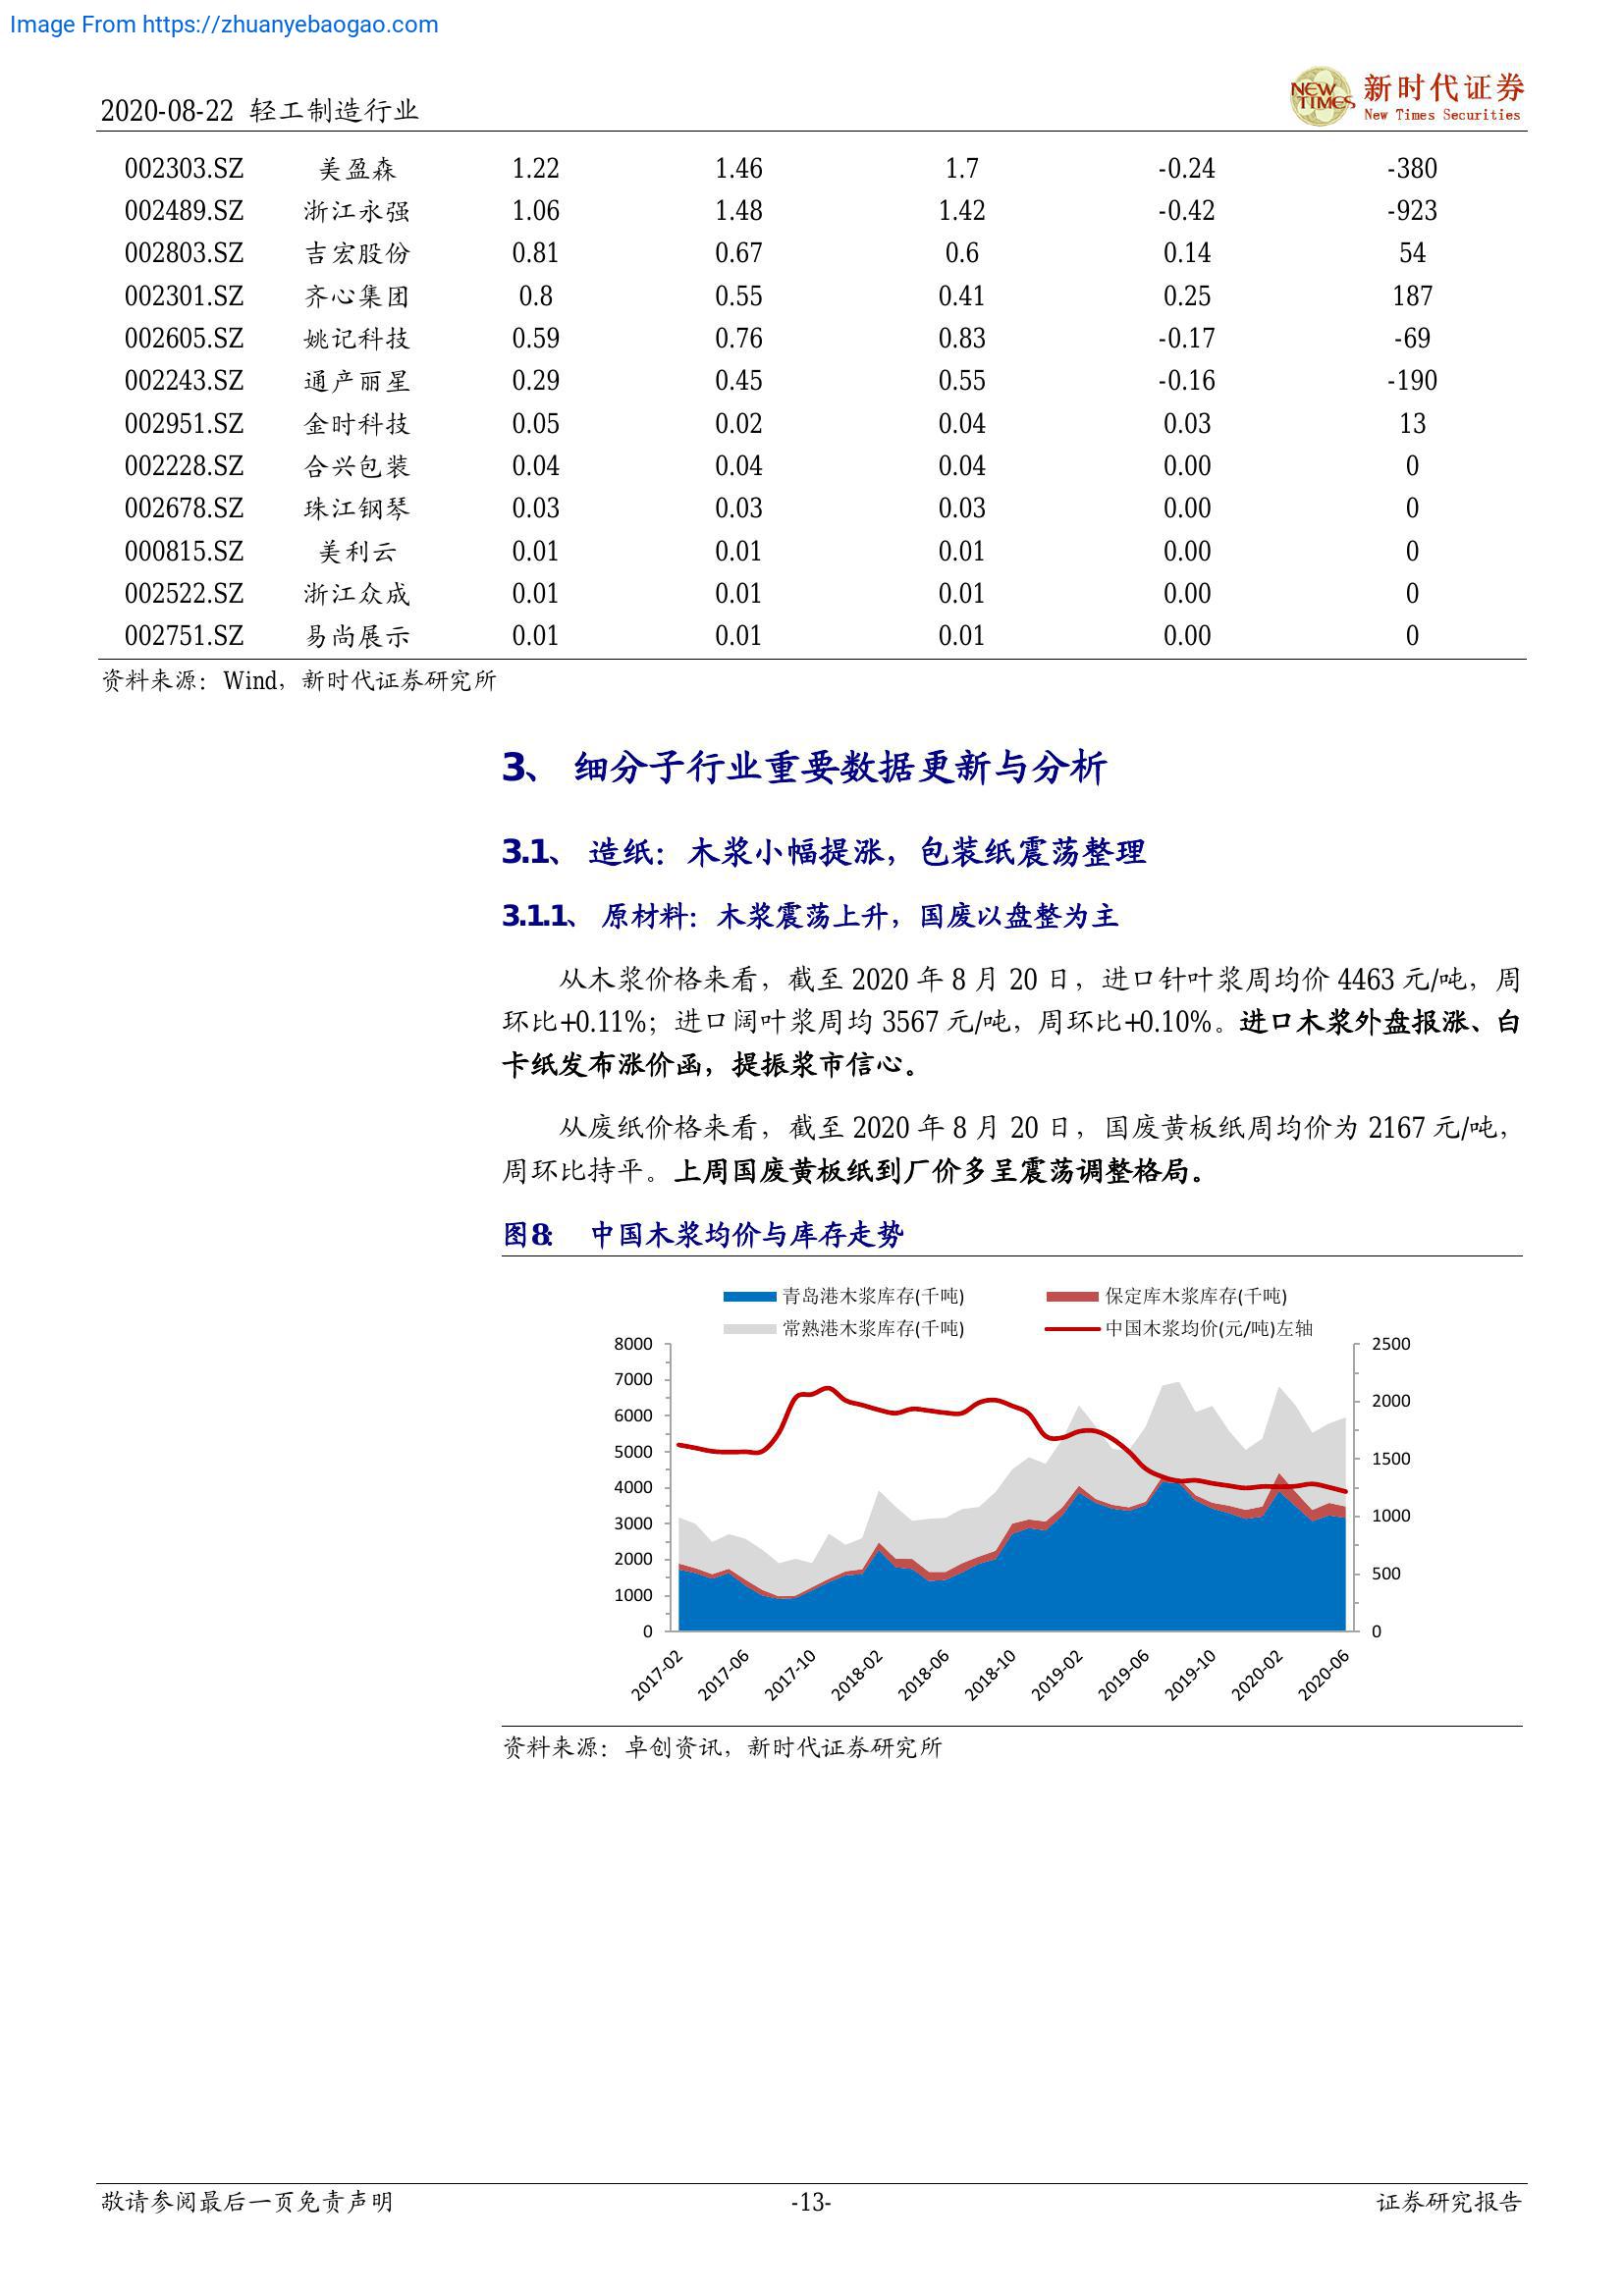 Image From https://zhuanyebaogao.com
2020-08-22 轻工制造行业
NEW TIMES
新时代证券
New Times Securities
002303.SZ 美盈森 1.22 1.46 1.7 -0.24 -380
002489.SZ 浙江永强 1.06 1.48 1.42 -0.42 -923
002803.SZ 吉宏股份 0.81 0.67 0.6 0.14 54
002301.SZ 齐心集团 0.8 0.55 0.41 0.25 187
002605.SZ 姚记科技 0.59 0.76 0.83 -0.17 -69
002243.SZ 通产丽星 0.29 0.45 0.55 -0.16 -190
002951.SZ 金时科技 0.05 0.02 0.04 0.03 13
002228.SZ 合兴包装 0.04 0.04 0.04 0.00 0
002678.SZ 珠江钢琴 0.03 0.03 0.03 0.00 0
000815.SZ 美利云 0.01 0.01 0.01 0.00 0
002522.SZ 浙江众成 0.01 0.01 0.01 0.00 0
002751.SZ 易尚展示 0.01 0.01 0.01 0.00 0
资料来源：Wind，新时代证券研究所
3、 细分子行业重要数据更新与分析
3.1、 造纸：木浆小幅提涨，包装纸震荡整理
3.1.1、 原材料：木浆震荡上升，国废以盘整为主
从木浆价格来看，截至 2020 年 8 月 20 日，进口针叶浆周均价 4463 元/吨，周
环比+0.11%；进口阔叶浆周均 3567 元/吨，周环比+0.10%。进口木浆外盘报涨、白
卡纸发布涨价函，提振浆市信心。
从废纸价格来看，截至 2020 年 8 月 20 日，国废黄板纸周均价为 2167 元/吨，
周环比持平。上周国废黄板纸到厂价多呈震荡调整格局。
图8： 中国木浆均价与库存走势
青岛港木浆库存(千吨) 保定库木浆库存(千吨)
常熟港木浆库存(千吨) 中国木浆均价(元/吨)左轴
8000 2500
7000
6000 2000
5000 1500
4000
3000 1000
2000
1000 500
0 0
2017-02 2017-06 2017-10 2018-02 2018-06 2018-10 2019-02 2019-06 2019-10 2020-02 2020-06
资料来源：卓创资讯，新时代证券研究所
敬请参阅最后一页免责声明 -13- 证券研究报告